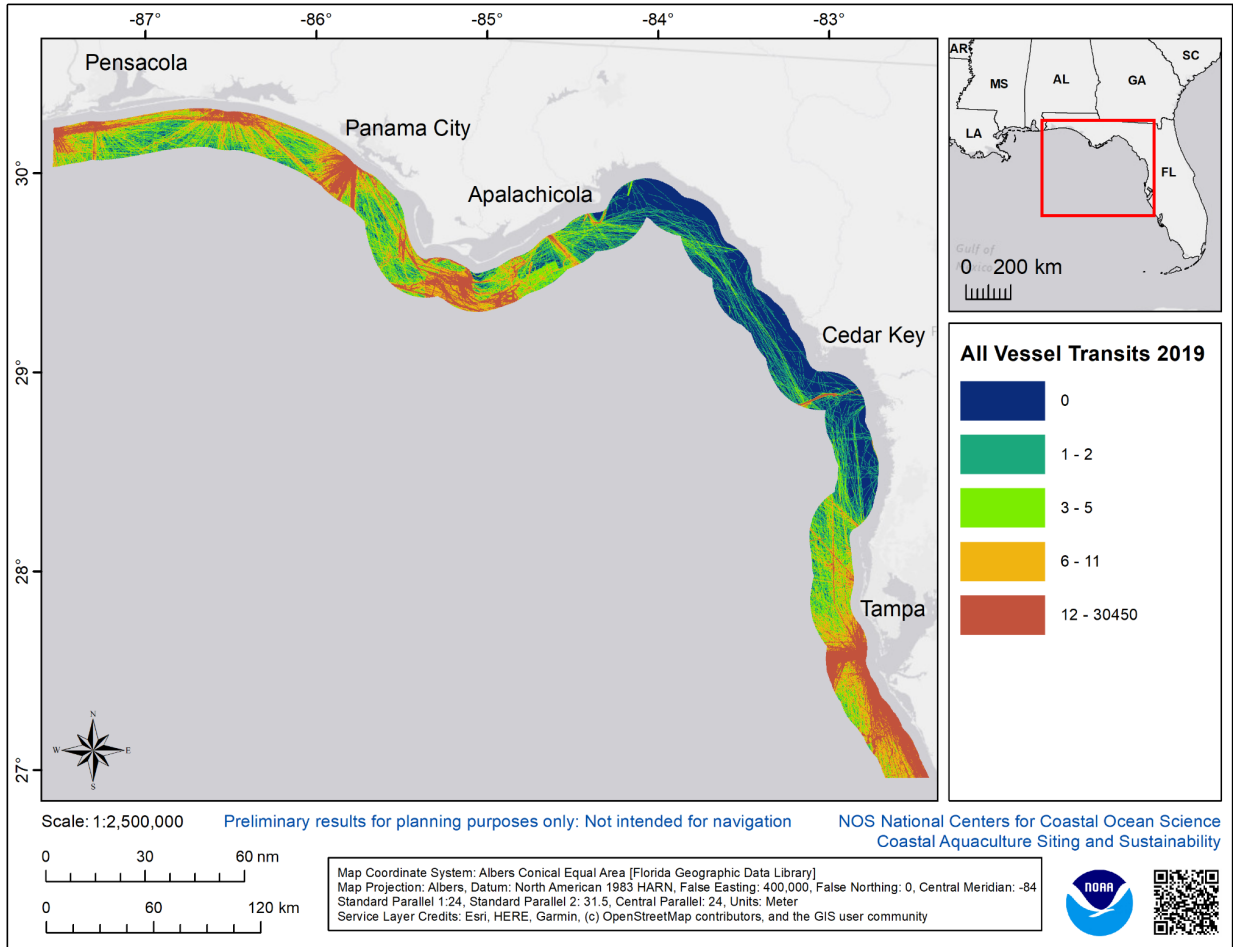 -87°
-86°
-85°
-84°
-83°
30°
29°
28°
27°
Pensacola
Panama City
Apalachicola
Cedar Key
Tampa
N
W
E
S
AR
SC
MS
AL
GA
LA
FL
Gulf of
Mexico
0 200 km
All Vessel Transits 2019
0
1 - 2
3 - 5
6 - 11
12 - 30450
Scale: 1:2,500,000
Preliminary results for planning purposes only: Not intended for navigation
NOS National Centers for Coastal Ocean Science
Coastal Aquaculture Siting and Sustainability
0 30 60 nm
0 60 120 km
Map Coordinate System: Albers Conical Equal Area [Florida Geographic Data Library]
Map Projection: Albers, Datum: North American 1983 HARN, False Easting: 400,000, False Northing: 0, Central Meridian: -84
Standard Parallel 1:24, Standard Parallel 2: 31.5, Central Parallel: 24, Units: Meter
Service Layer Credits: Esri, HERE, Garmin, (c) OpenStreetMap contributors, and the GIS user community
NOAA